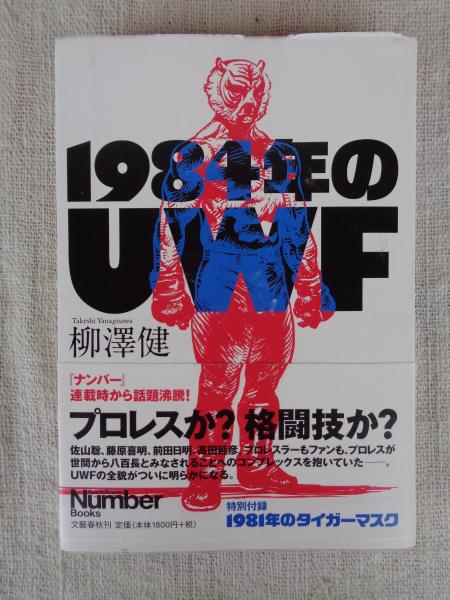 1984年の
UWF
Takeshi Yanagisawa
柳澤健
『ナンバー』
連載時から話題沸騰!
プロレスか?格闘技か?
佐山聡、藤原喜明、前田日明、髙田延彦、プロレスラーもファンも、プロレスが
世間から八百長とみなされることへのコンプレックスを抱いていた――。
UWFの全貌がついに明らかになる。
Number
Books
特別付録
1981年のタイガーマスク
文藝春秋刊 定価(本体1800円+税)